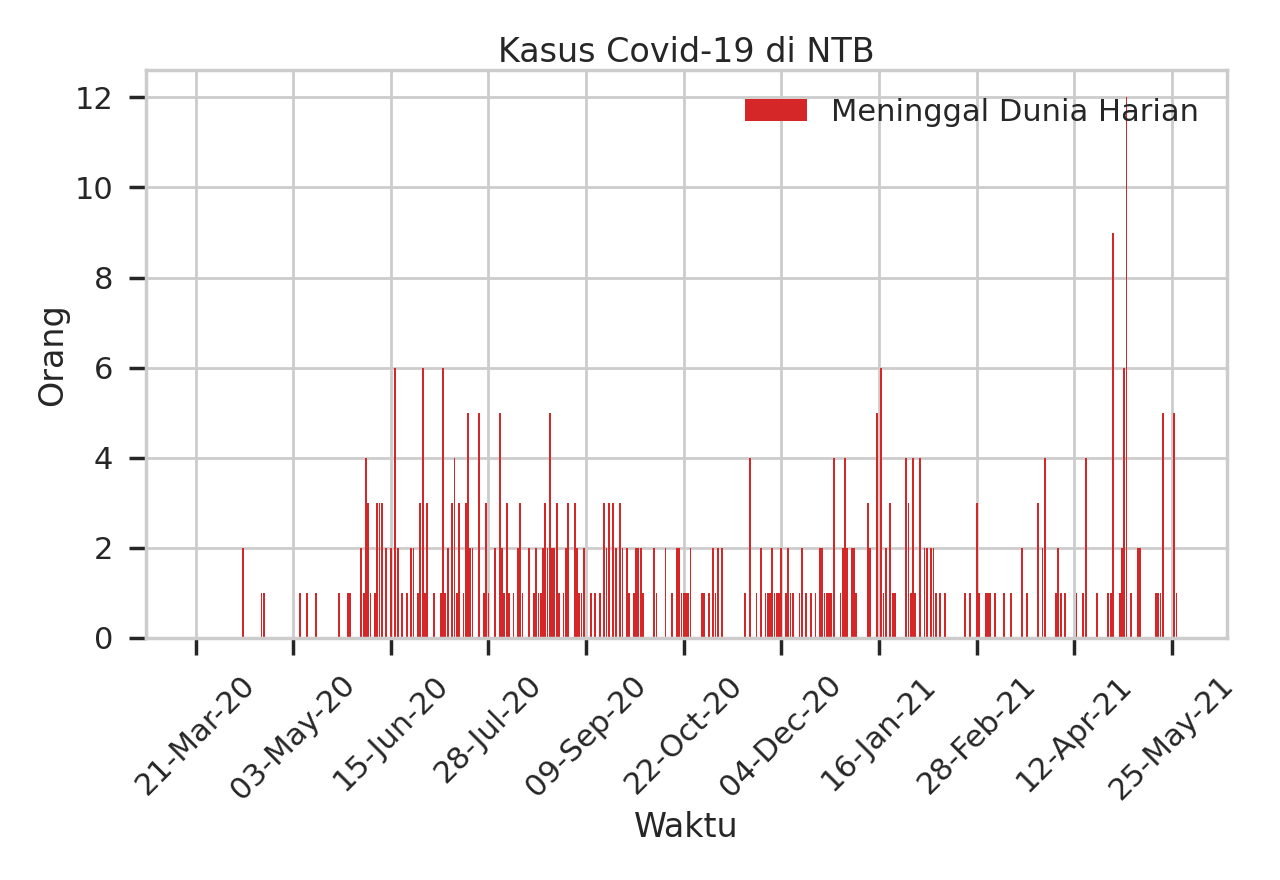 Kasus Covid-19 di NTB
Meninggal Dunia Harian
12
10
8
6
4
2
0
Orang
21-Mar-20
03-May-20
15-Jun-20
28-Jul-20
09-Sep-20
22-Oct-20
04-Dec-20
16-Jan-21
28-Feb-21
12-Apr-21
25-May-21
Waktu